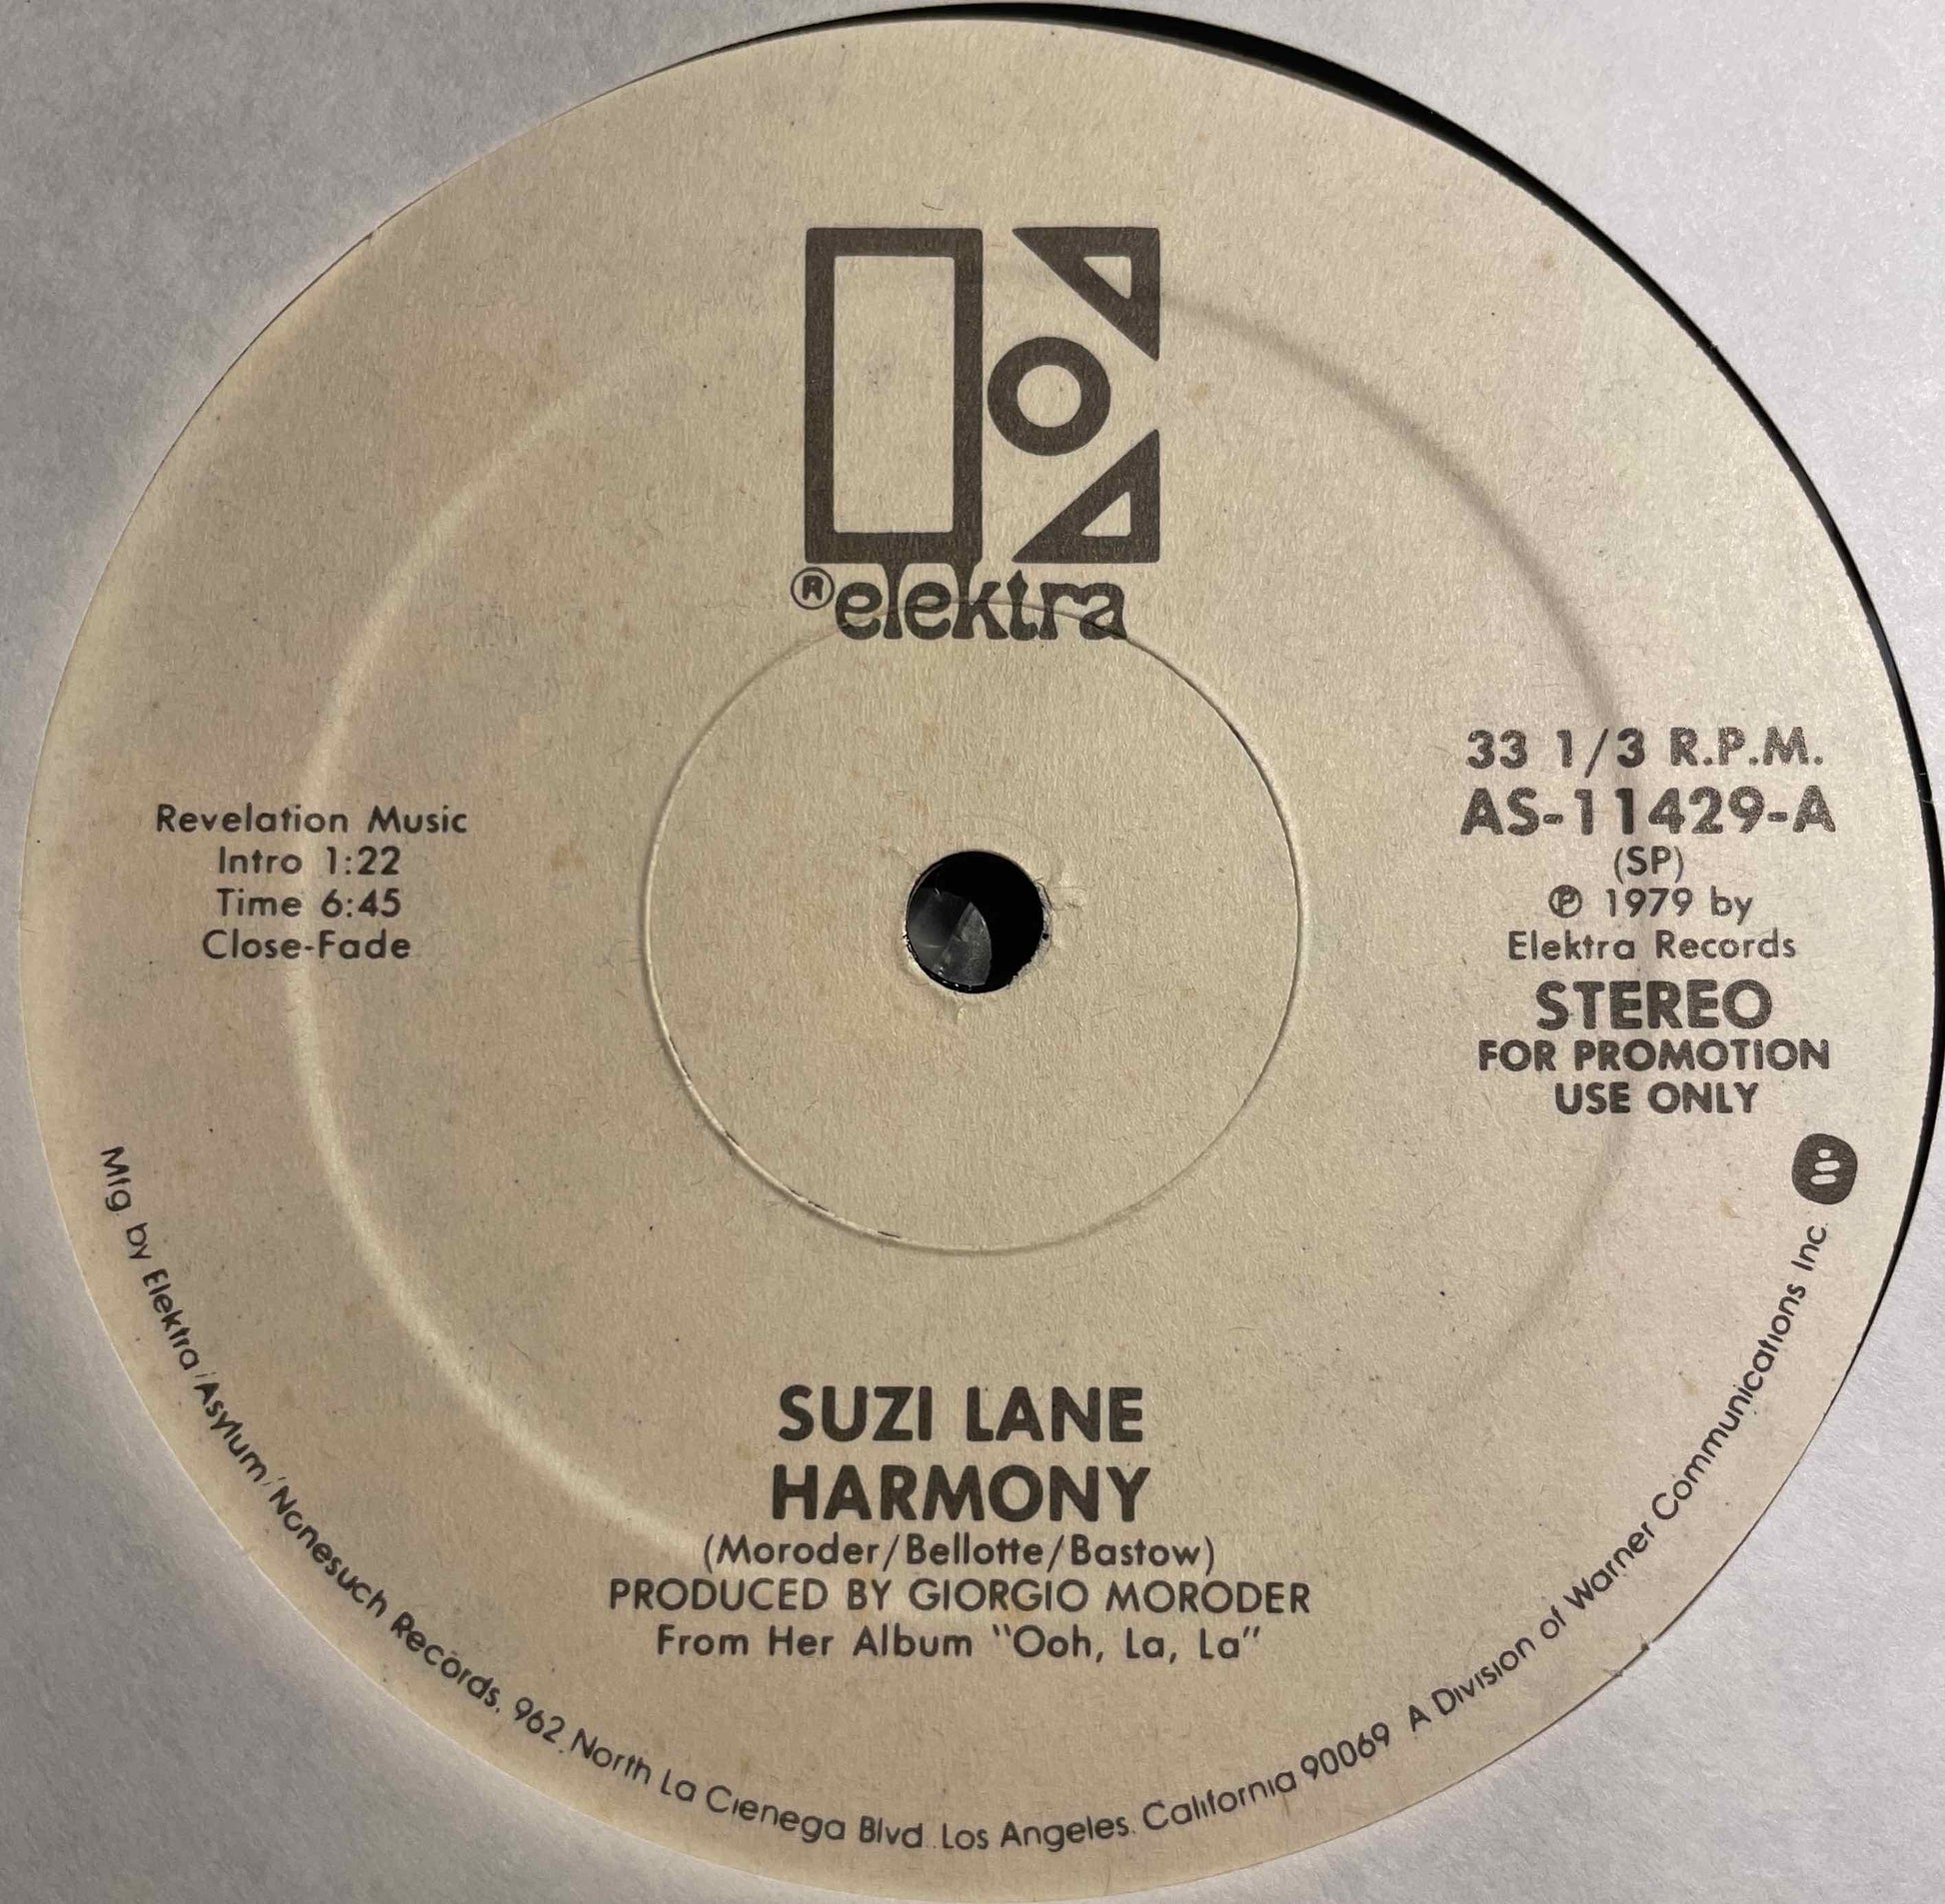 ® elektra
33 1/3 R.P.M.
AS-11429-A
(SP)
℗ 1979 by
Elektra Records
STEREO
FOR PROMOTION
USE ONLY
Revelation Music
Intro 1:22
Time 6:45
Close-Fade
SUZI LANE
HARMONY
(Moroder/Bellotte/Bastow)
PRODUCED BY GIORGIO MORODER
From Her Album "Ooh, La, La"
Mfg. by Elektra/Asylum/Nonesuch Records, 962 North La Cienega Blvd. Los Angeles, California 90069 A Division of Warner Communications Inc.